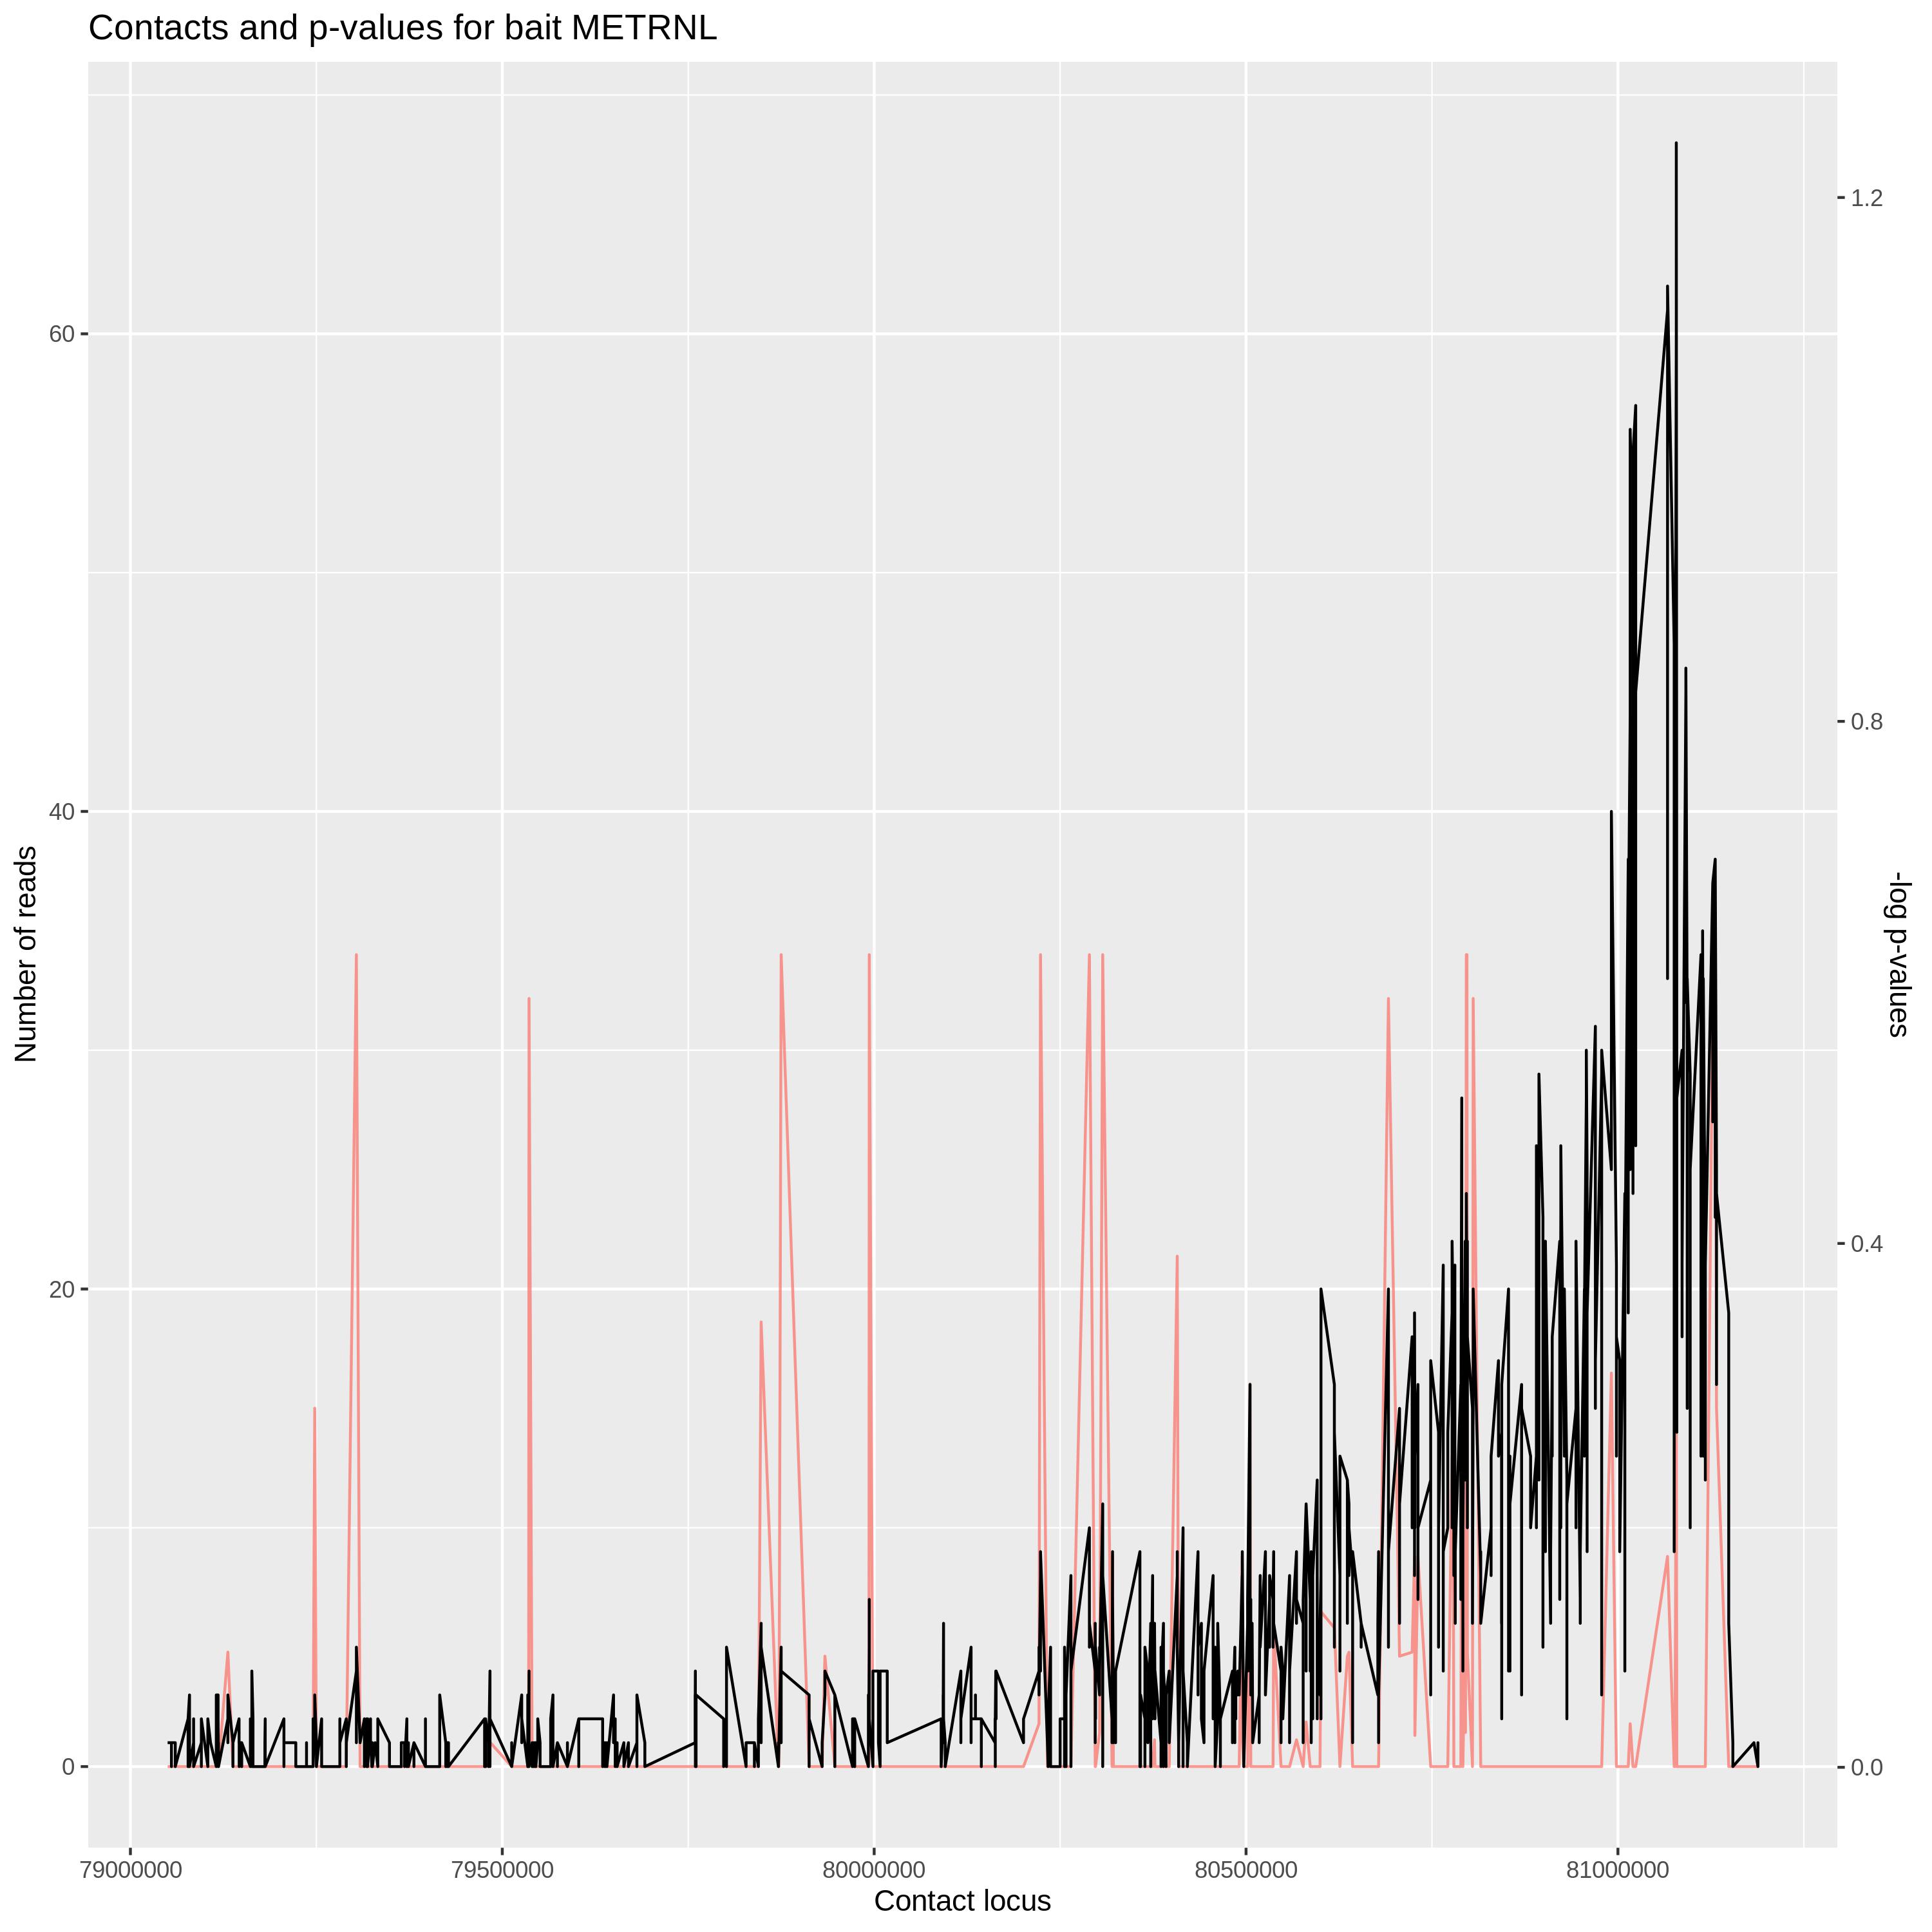 Contacts and p-values for bait METRNL
Number of reads
60
40
20
0
1.2
0.8
0.4
0.0
-log p-values
79000000 79500000 80000000 80500000 81000000
Contact locus